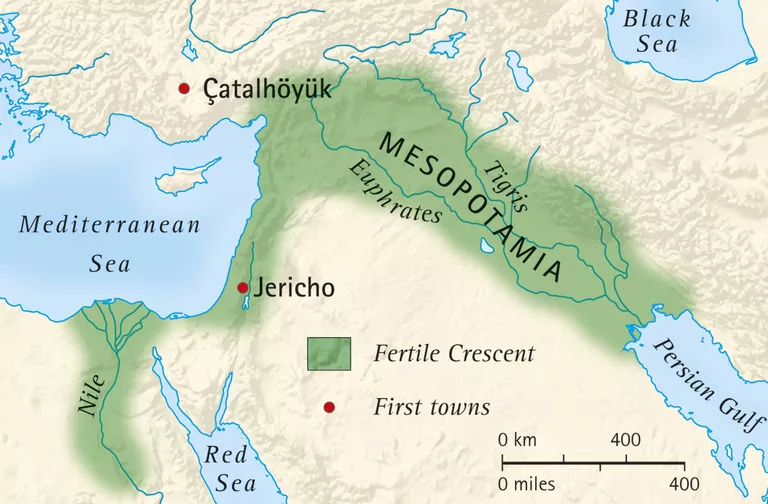 Black
Sea
Çatalhöyük
MESOPOTAMIA
Tigris
Euphrates
Mediterranean
Sea
Jericho
Fertile Crescent
Persian Gulf
Nile
First towns
Red
Sea
0 km 400
0 miles 400